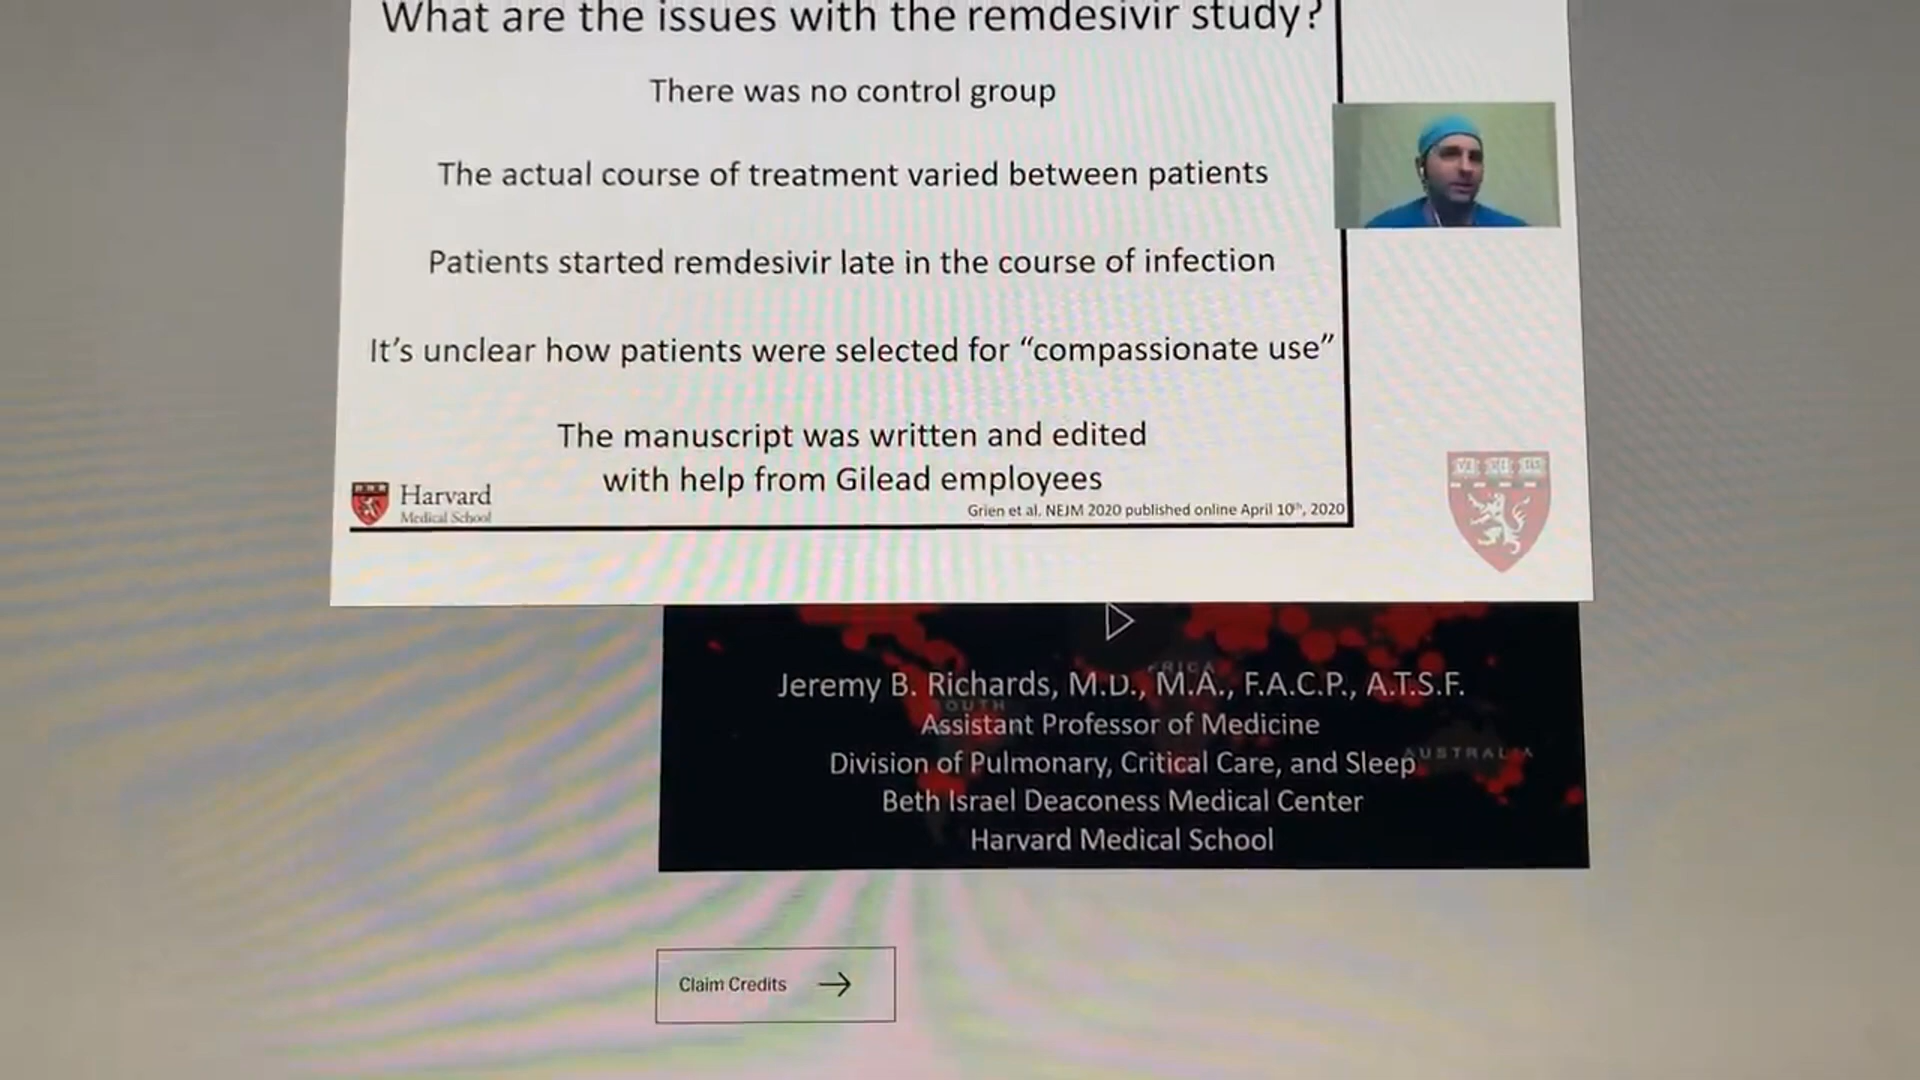 What are the issues with the remdesivir study?
There was no control group
The actual course of treatment varied between patients
Patients started remdesivir late in the course of infection
It's unclear how patients were selected for “compassionate use”
The manuscript was written and edited
with help from Gilead employees
Harvard
Medical School
Grien et al. NEJM 2020 published online April 10th, 2020
VE RI TAS
Jeremy B. Richards, M.D., M.A., F.A.C.P., A.T.S.F.
Assistant Professor of Medicine
Division of Pulmonary, Critical Care, and Sleep
AUSTRALIA
Beth Israel Deaconess Medical Center
Harvard Medical School
Claim Credits